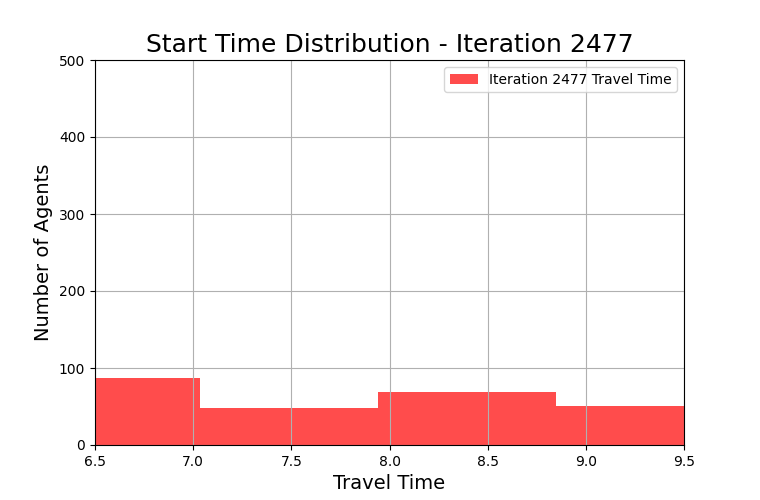 Start Time Distribution - Iteration 2477
Iteration 2477 Travel Time
Number of Agents
500
400
300
200
100
0
6.5 7.0 7.5 8.0 8.5 9.0 9.5
Travel Time